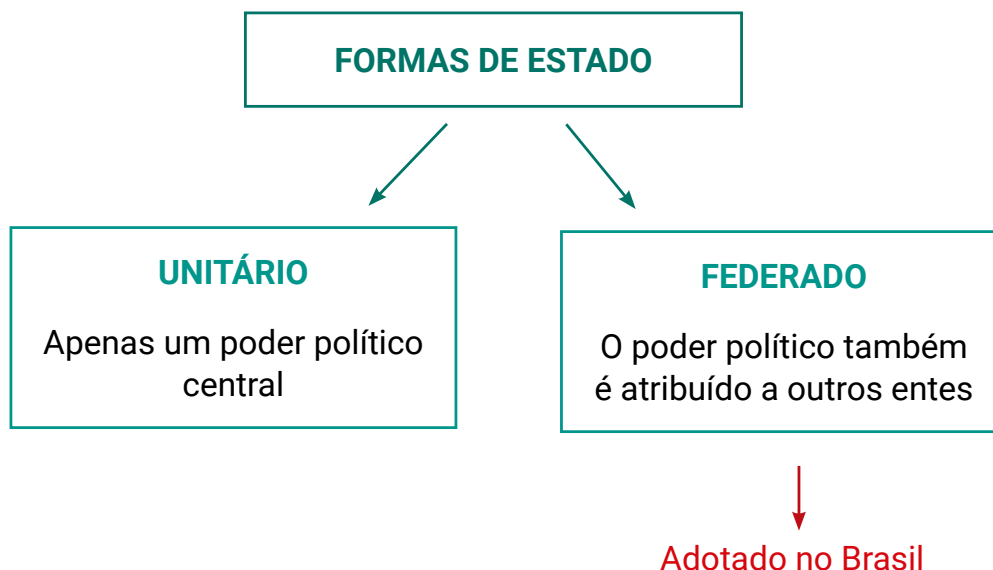 FORMAS DE ESTADO
UNITÁRIO
Apenas um poder político
central
FEDERADO
O poder político também
é atribuído a outros entes
Adotado no Brasil